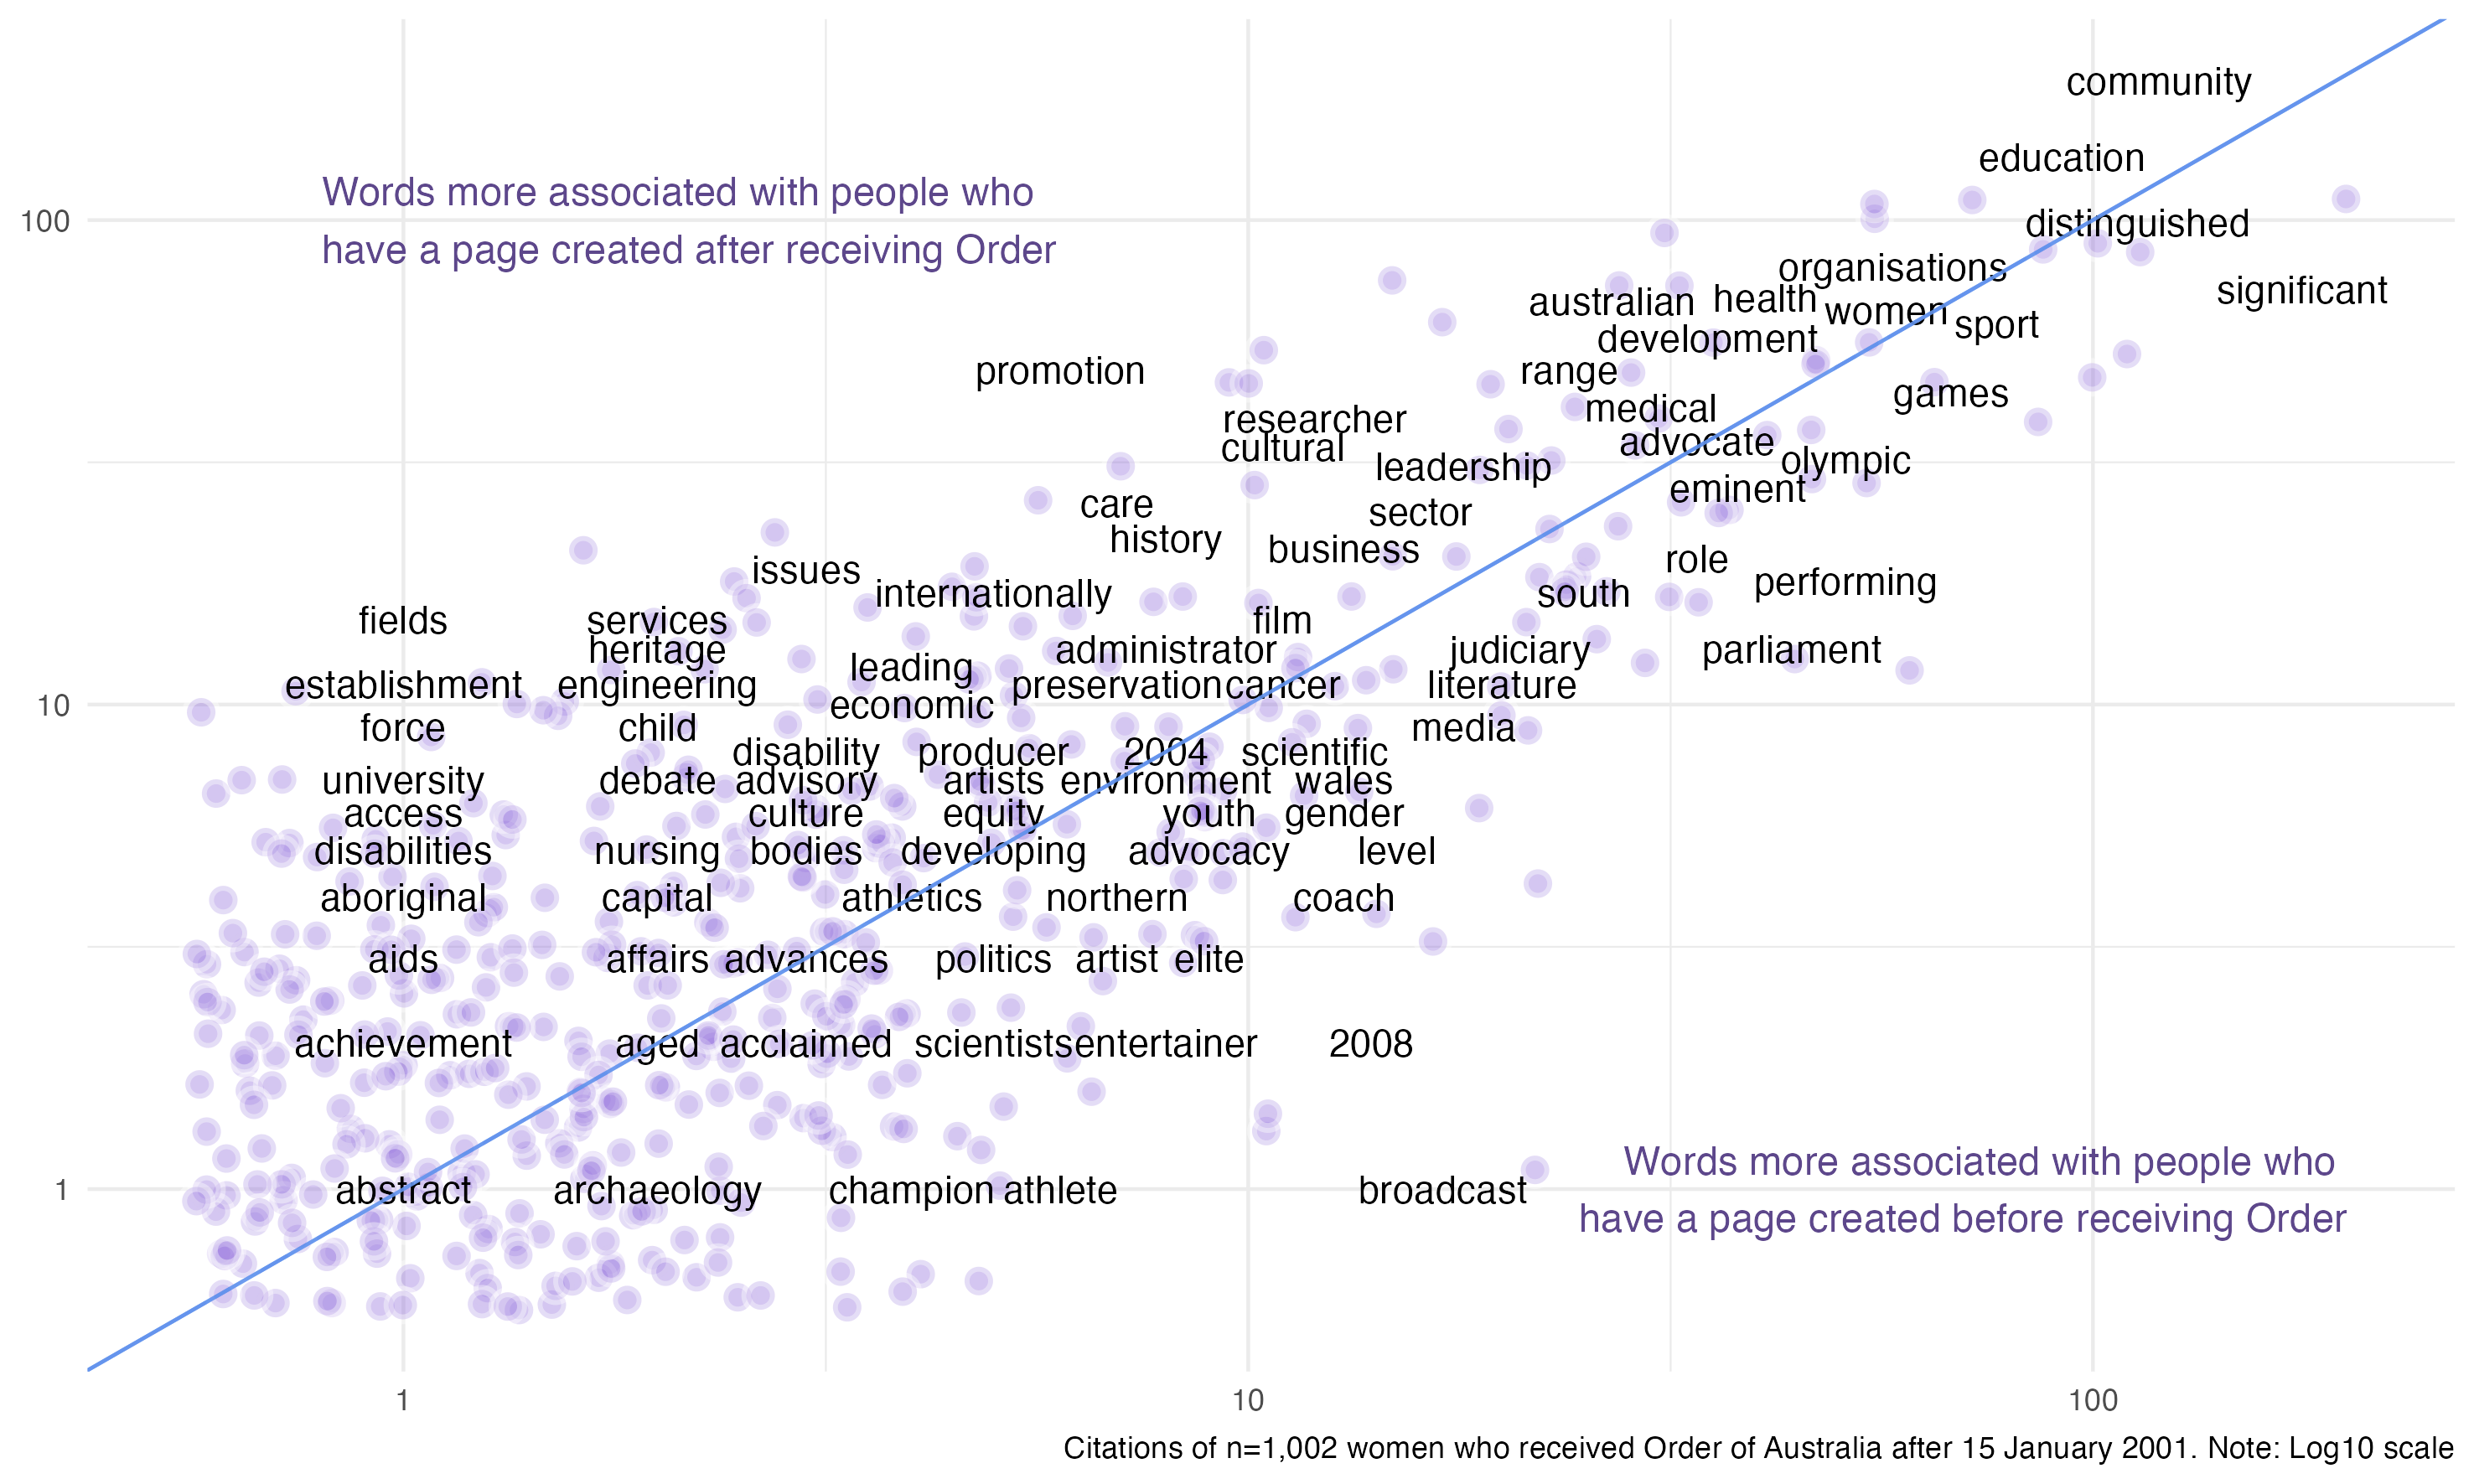 community
education
Words more associated with people who
have a page created after receiving Order
100
distinguished
organisations
significant
australian health women sport
development
promotion
range
games
researcher
medical
cultural
advocate
leadership
olympic
eminent
care
sector
history
business
role
issues
internationally
south
performing
fields
services
film
heritage
administrator
judiciary
parliament
leading
establishment
engineering
preservation
cancer
literature
10
economic
force
child
media
disability
producer
2004
scientific
university
debate
advisory
artists
environment
wales
access
culture
equity
youth
gender
disabilities
nursing
bodies
developing
advocacy
level
aboriginal
capital
athletics
northern
coach
aids
affairs
advances
politics
artist
elite
achievement
aged
acclaimed
scientists
entertainer
2008
Words more associated with people who
have a page created before receiving Order
1
abstract
archaeology
champion
athlete
broadcast
1
10
100
Citations of n=1,002 women who received Order of Australia after 15 January 2001. Note: Log10 scale